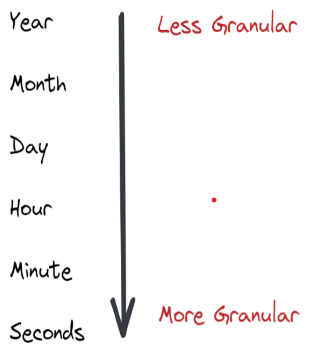 Year
Less Granular
Month
Day
Hour
Minute
More Granular
Seconds